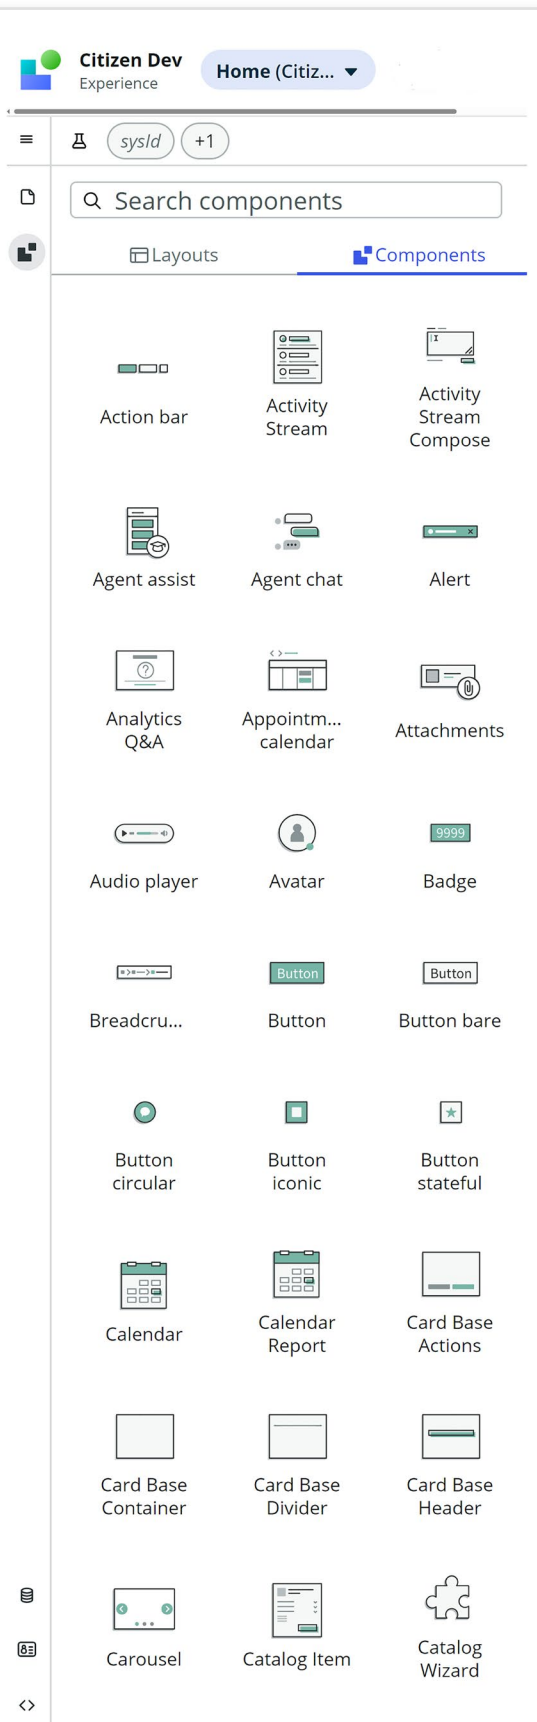 Citizen Dev
Experience
Home (Citiz...
sysId
+1
Search components
Layouts
Components
Action bar
Activity
Stream
Activity
Stream
Compose
Agent assist
Agent chat
Alert
Analytics
Q&A
Appointm...
calendar
Attachments
Audio player
Avatar
9999
Badge
Breadcru...
Button
Button
Button
Button bare
Button
circular
Button
iconic
Button
stateful
Calendar
Calendar
Report
Card Base
Actions
Card Base
Container
Card Base
Divider
Card Base
Header
Carousel
Catalog Item
Catalog
Wizard